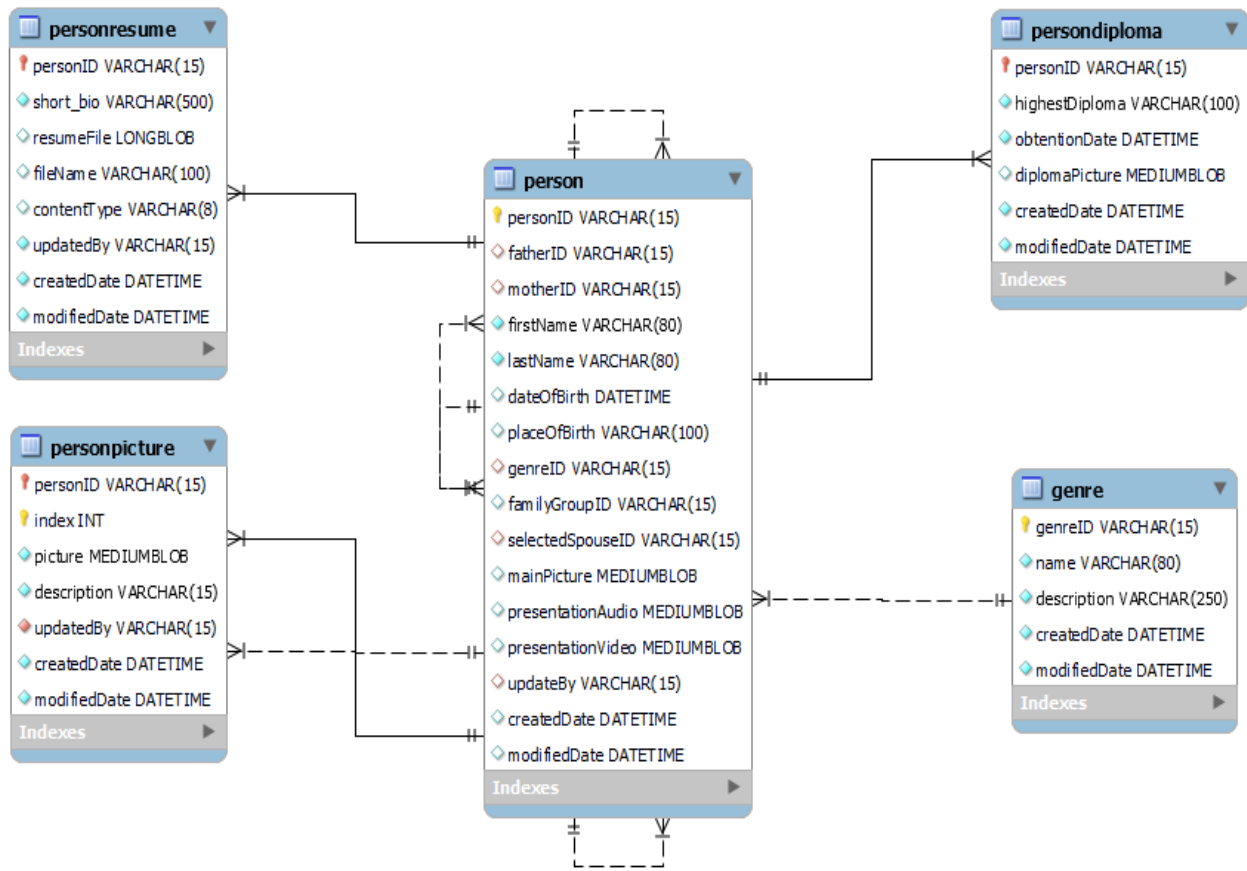 personresume
personID VARCHAR(15)
short_bio VARCHAR(500)
resumeFile LONGBLOB
fileName VARCHAR(100)
contentType VARCHAR(8)
updatedBy VARCHAR(15)
createdDate DATETIME
modifiedDate DATETIME
Indexes
personpicture
personID VARCHAR(15)
index INT
picture MEDIUMBLOB
description VARCHAR(15)
updatedBy VARCHAR(15)
createdDate DATETIME
modifiedDate DATETIME
Indexes
person
personID VARCHAR(15)
fatherID VARCHAR(15)
motherID VARCHAR(15)
firstName VARCHAR(80)
lastName VARCHAR(80)
dateOfBirth DATETIME
placeOfBirth VARCHAR(100)
genreID VARCHAR(15)
familyGroupID VARCHAR(15)
selectedSpouseID VARCHAR(15)
mainPicture MEDIUMBLOB
presentationAudio MEDIUMBLOB
presentationVideo MEDIUMBLOB
updateBy VARCHAR(15)
createdDate DATETIME
modifiedDate DATETIME
Indexes
persondiploma
personID VARCHAR(15)
highestDiploma VARCHAR(100)
obtentionDate DATETIME
diplomaPicture MEDIUMBLOB
createdDate DATETIME
modifiedDate DATETIME
Indexes
genre
genreID VARCHAR(15)
name VARCHAR(80)
description VARCHAR(250)
createdDate DATETIME
modifiedDate DATETIME
Indexes